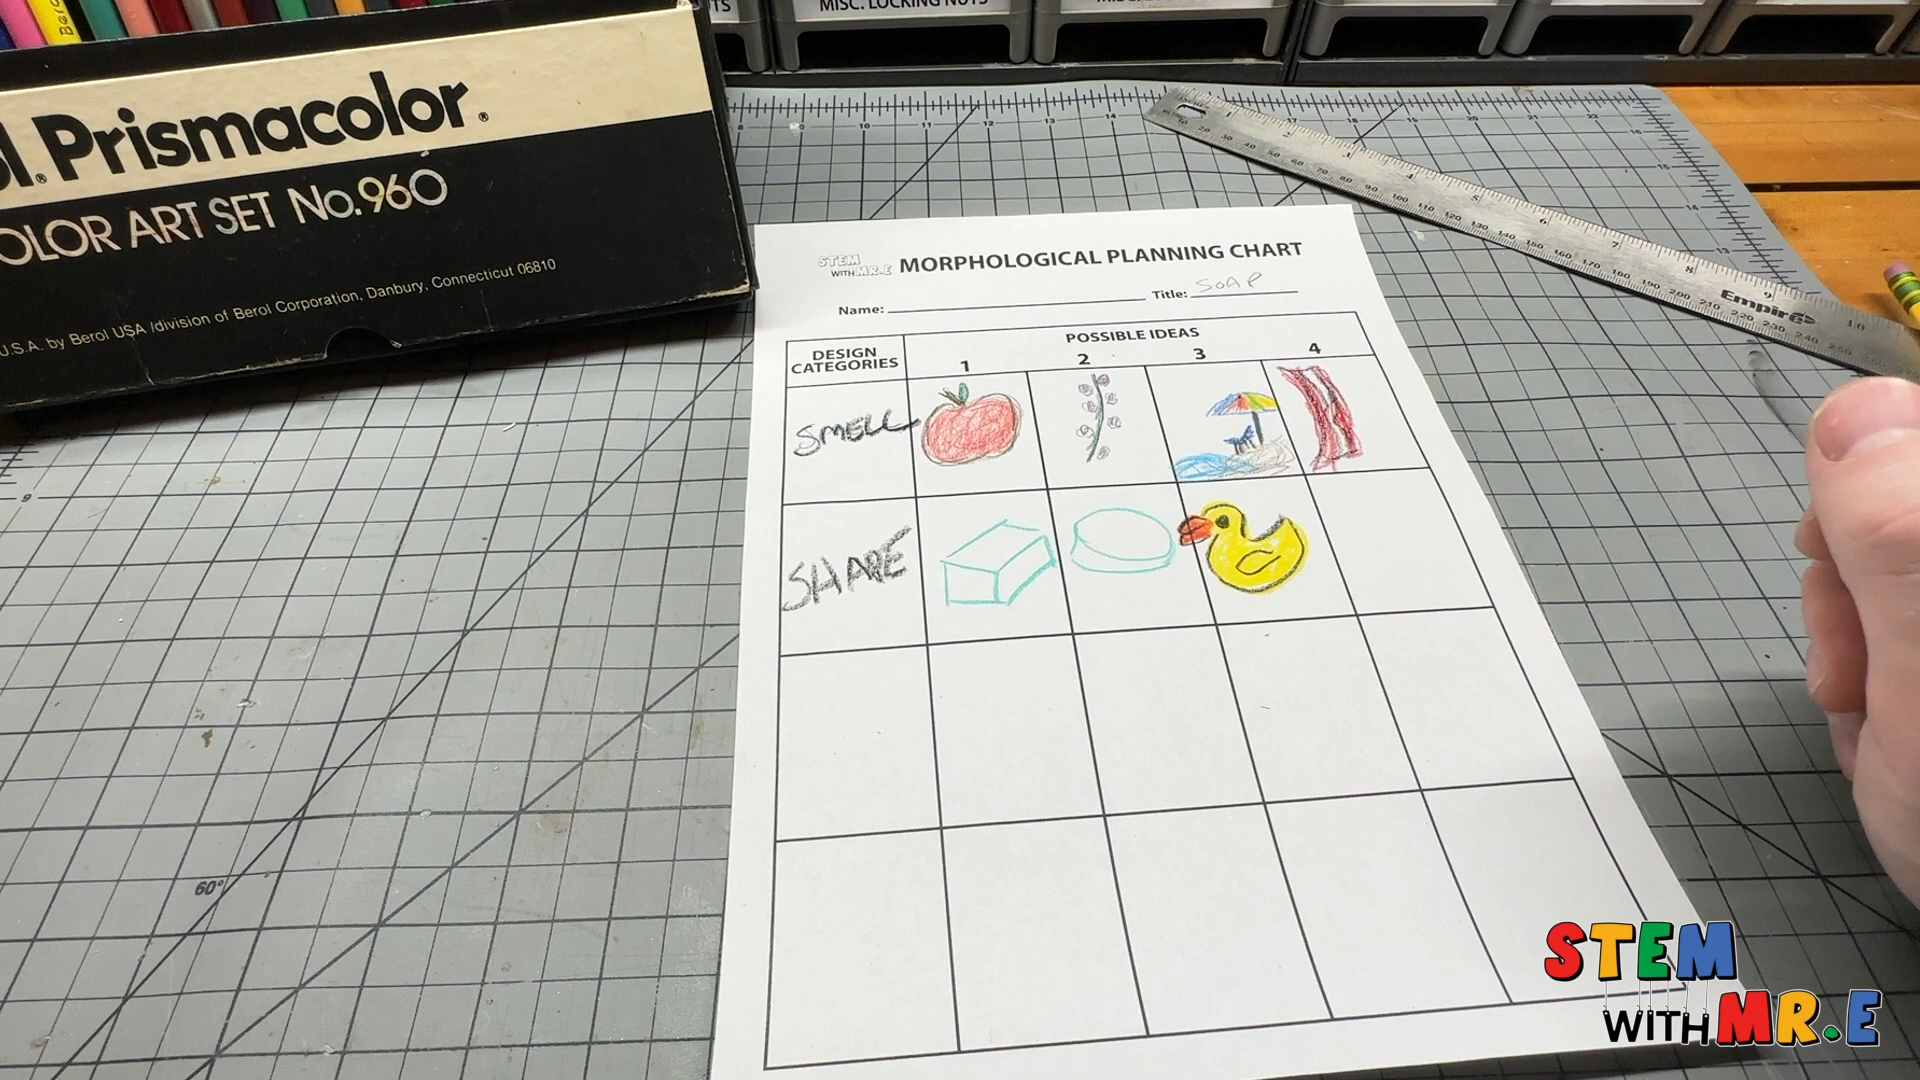 MISC. LOCKING NUTS
Prismacolor®
COLOR ART SET No.960
U.S.A. by Berol USA /division of Berol Corporation, Danbury, Connecticut 06810
STEM
WITH MR.E
MORPHOLOGICAL PLANNING CHART
Name: Title: SOAP
DESIGN CATEGORIES
POSSIBLE IDEAS
1 2 3 4
SMELL
SHAPE
Empire
60°
STEM
WITH MR.E